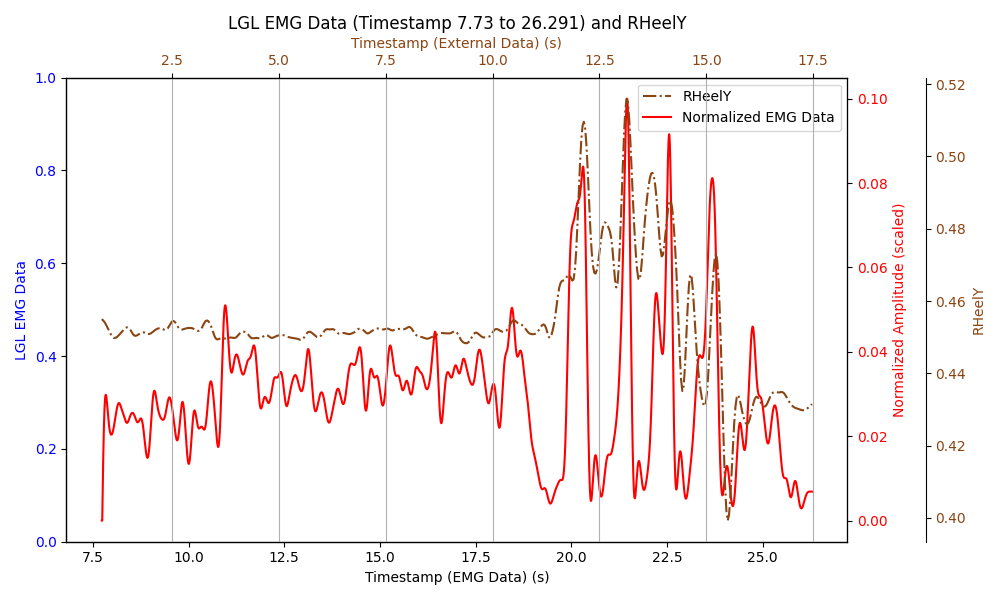 LGL EMG Data (Timestamp 7.73 to 26.291) and RHeelY
Timestamp (External Data) (s)
2.5 5.0 7.5 10.0 12.5 15.0 17.5
RHeelY
Normalized EMG Data
LGL EMG Data
1.0
0.8
0.6
0.4
0.2
0.0
0.10
0.08
0.06
0.04
0.02
0.00
Normalized Amplitude (scaled)
0.52
0.50
0.48
0.46
0.44
0.42
0.40
RHeelY
7.5 10.0 12.5 15.0 17.5 20.0 22.5 25.0
Timestamp (EMG Data) (s)